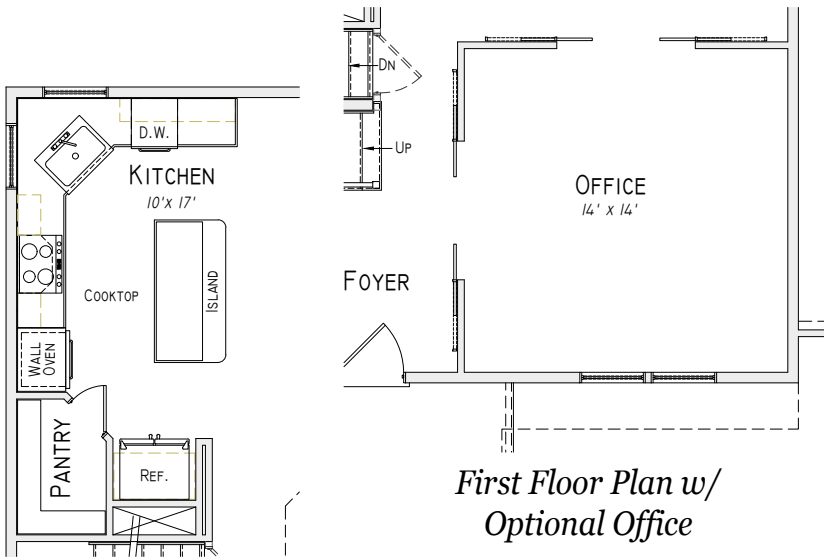 D.W.
KITCHEN
10'x 17'
COOKTOP
ISLAND
WALL
OVEN
PANTRY
REF.
DN
UP
OFFICE
14' x 14'
FOYER
First Floor Plan w/
Optional Office